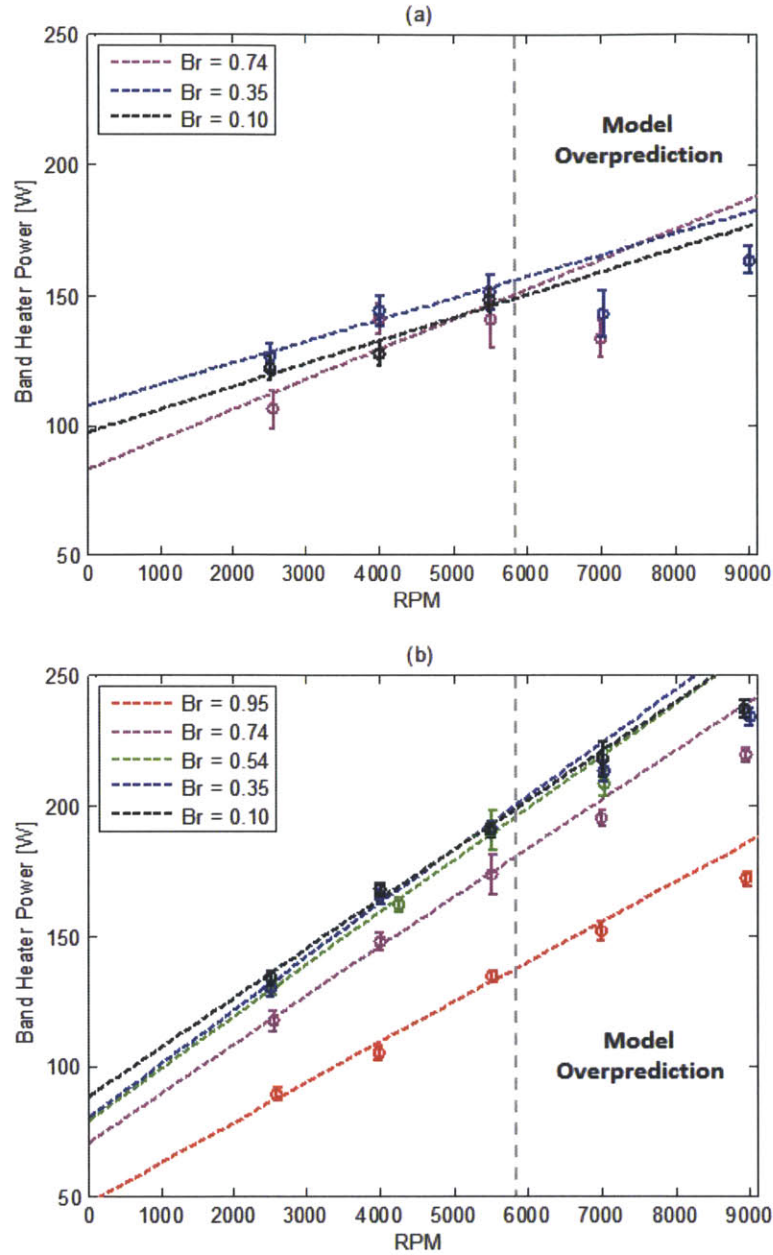 (a)
250
200
150
100
50
Band Heater Power [W]
Br = 0.74
Br = 0.35
Br = 0.10
Model
Overprediction
0 1000 2000 3000 4000 5000 6000 7000 8000 9000
RPM
(b)
250
200
150
100
50
Band Heater Power [W]
Br = 0.95
Br = 0.74
Br = 0.54
Br = 0.35
Br = 0.10
Model
Overprediction
0 1000 2000 3000 4000 5000 6000 7000 8000 9000
RPM